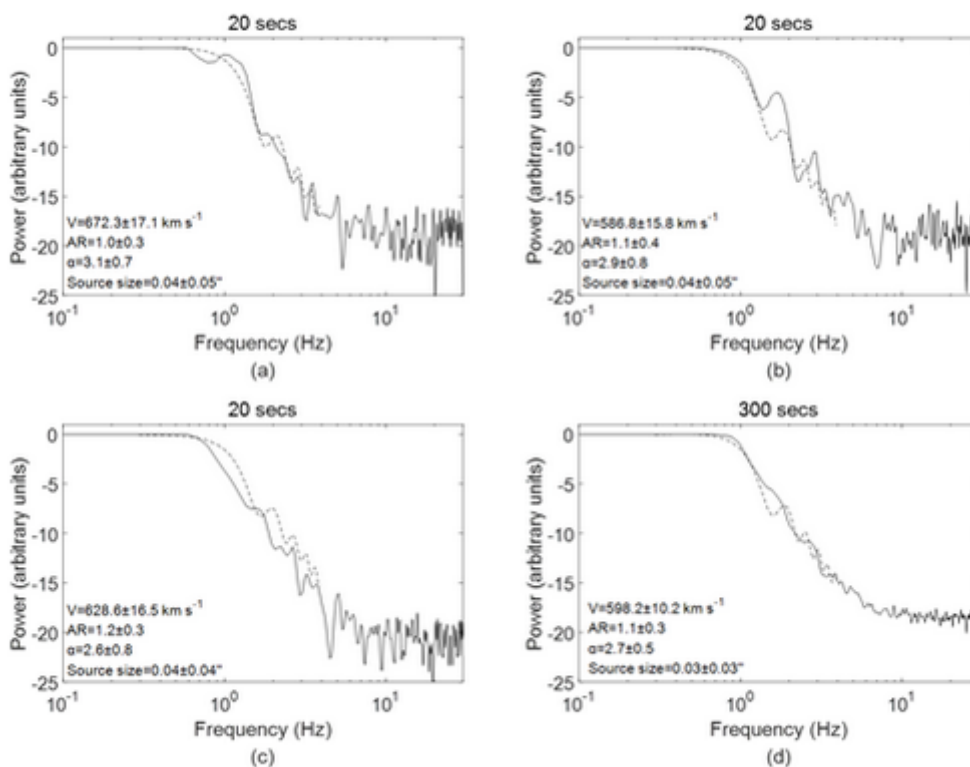 20 secs
Power (arbitrary units)
0
-5
-10
-15
-20
-25
V=672.3±17.1 km s⁻¹
AR=1.0±0.3
α=3.1±0.7
Source size=0.04±0.05"
10⁻¹ 10⁰ 10¹
Frequency (Hz)
(a)
20 secs
Power (arbitrary units)
0
-5
-10
-15
-20
-25
V=586.8±15.8 km s⁻¹
AR=1.1±0.4
α=2.9±0.8
Source size=0.04±0.05"
10⁻¹ 10⁰ 10¹
Frequency (Hz)
(b)
20 secs
Power (arbitrary units)
0
-5
-10
-15
-20
-25
V=628.6±16.5 km s⁻¹
AR=1.2±0.3
α=2.6±0.8
Source size=0.04±0.04"
10⁻¹ 10⁰ 10¹
Frequency (Hz)
(c)
300 secs
Power (arbitrary units)
0
-5
-10
-15
-20
-25
V=598.2±10.2 km s⁻¹
AR=1.1±0.3
α=2.7±0.5
Source size=0.03±0.03"
10⁻¹ 10⁰ 10¹
Frequency (Hz)
(d)